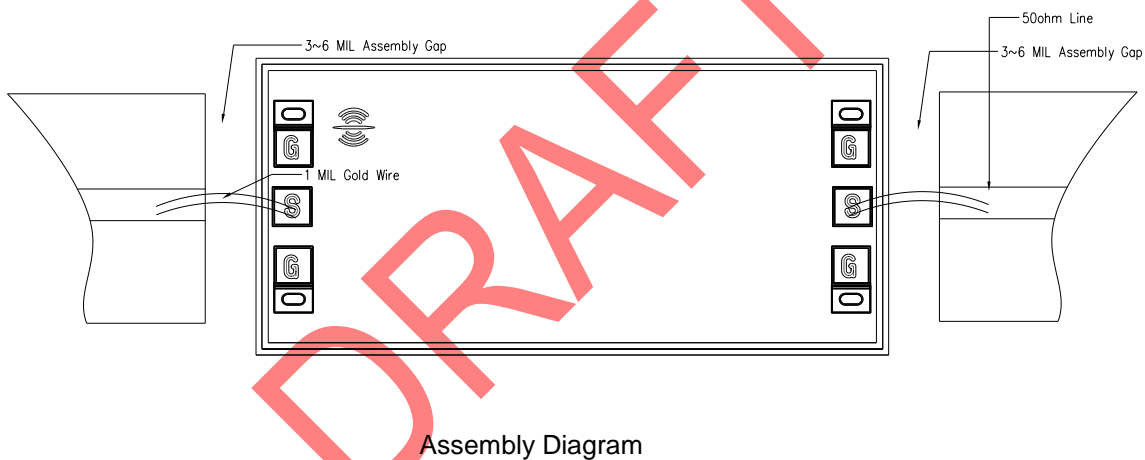 50ohm Line
3~6 MIL Assembly Gap
3~6 MIL Assembly Gap
G
G
1 MIL Gold Wire
S
S
G
G
DRAFT
Assembly Diagram